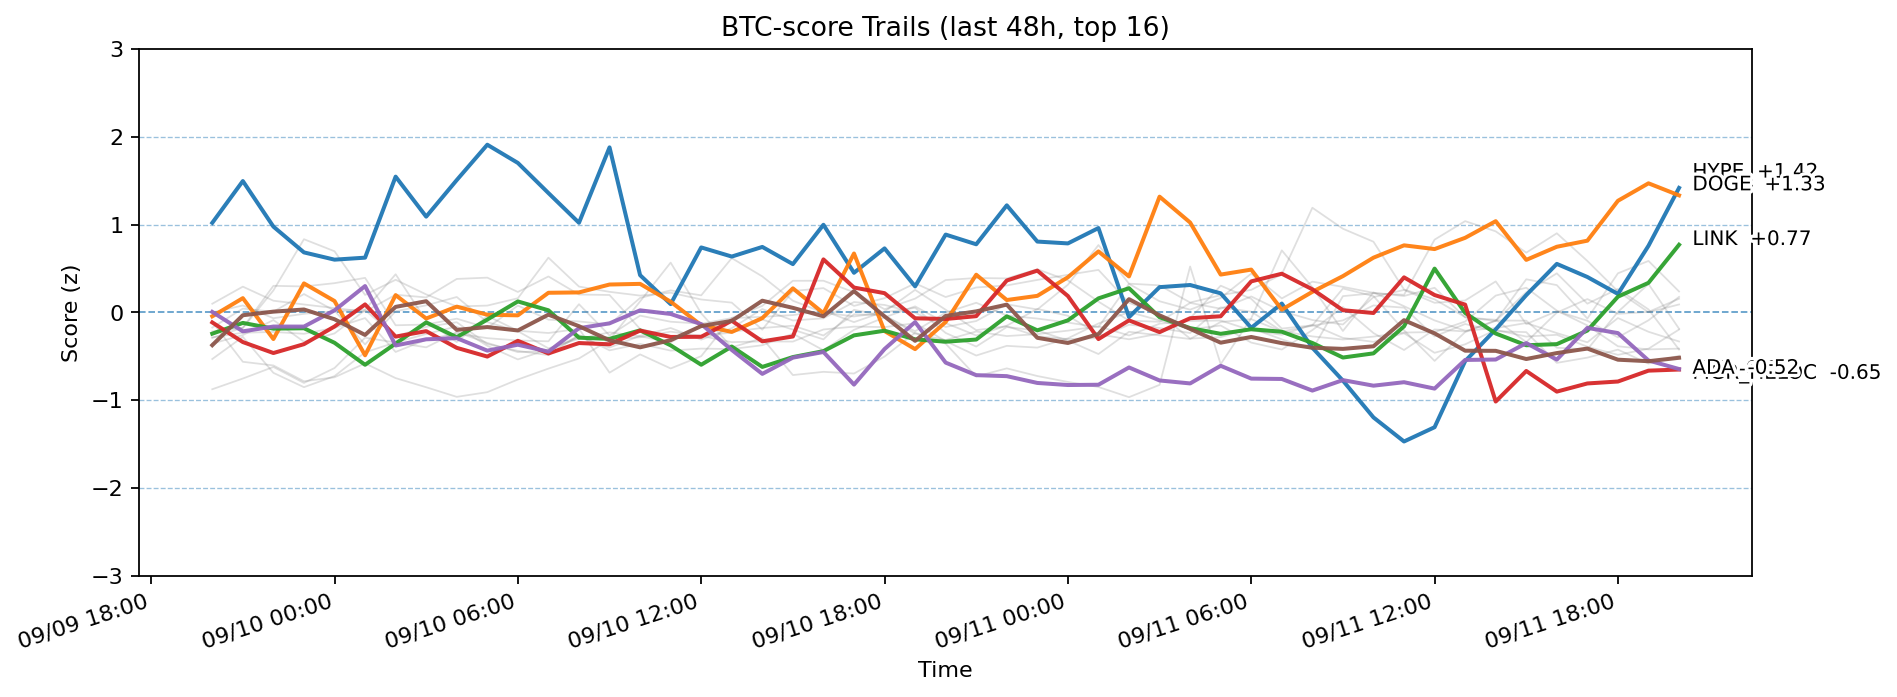 BTC-score Trails (last 48h, top 16)
3
2
1
0
−1
−2
−3
Score (z)
HYPE +1.42
DOGE +1.33
LINK +0.77
ADA -0.52
-0.65
09/09 18:00
09/10 00:00
09/10 06:00
09/10 12:00
09/10 18:00
09/11 00:00
09/11 06:00
09/11 12:00
09/11 18:00
Time